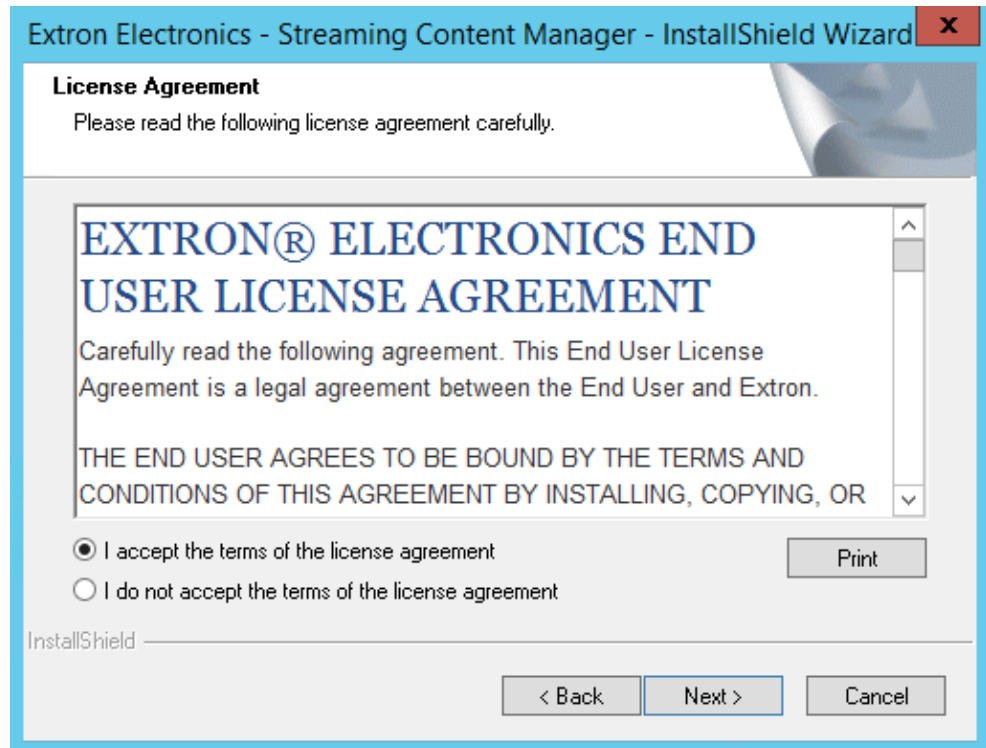 Extron Electronics - Streaming Content Manager - InstallShield Wizard
x
License Agreement
Please read the following license agreement carefully.
EXTRON® ELECTRONICS END
USER LICENSE AGREEMENT
Carefully read the following agreement. This End User License
Agreement is a legal agreement between the End User and Extron.
THE END USER AGREES TO BE BOUND BY THE TERMS AND
CONDITIONS OF THIS AGREEMENT BY INSTALLING, COPYING, OR
I accept the terms of the license agreement
Print
I do not accept the terms of the license agreement
InstallShield
< Back Next > Cancel